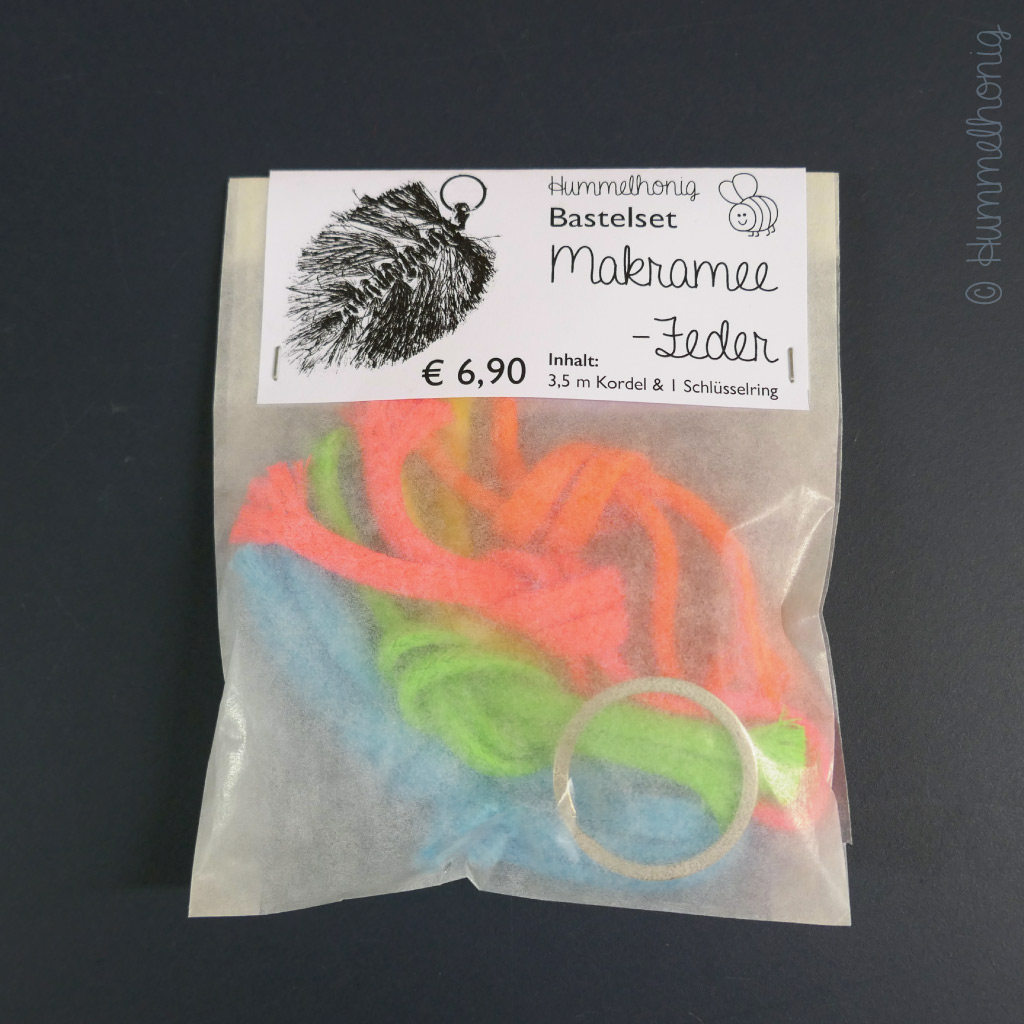 Hummelhonig
Bastelset
Makramee
-Feder
€ 6,90
Inhalt:
3,5 m Kordel & 1 Schlüsselring
© Hummelhonig